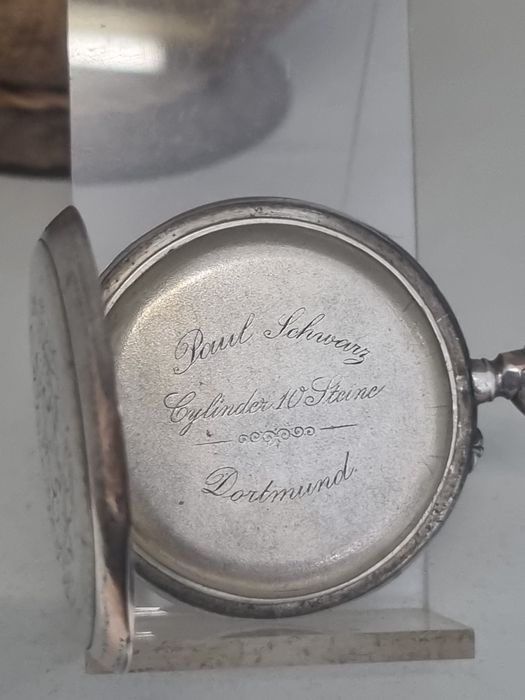 Paul Schwarz
Cylinder 10 Steine
Dortmund.